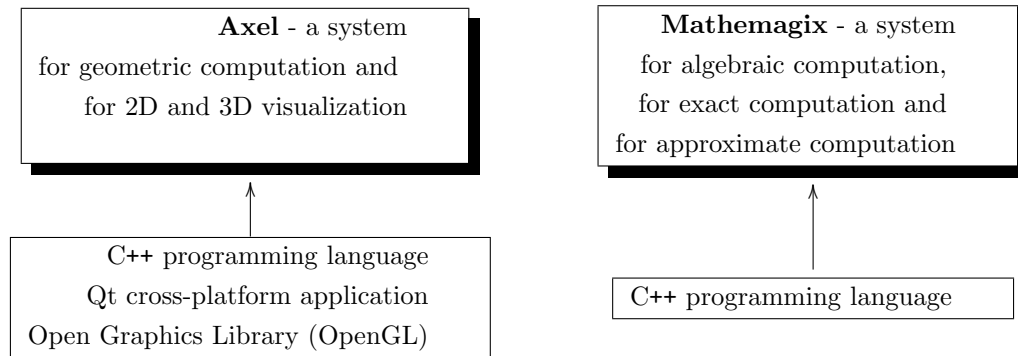 Axel - a system
for geometric computation and
for 2D and 3D visualization
C++ programming language
Qt cross-platform application
Open Graphics Library (OpenGL)
Mathemagix - a system
for algebraic computation,
for exact computation and
for approximate computation
C++ programming language